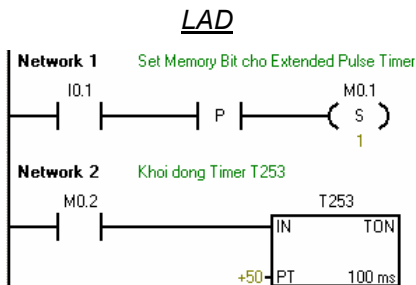 LAD
Network 1 Set Memory Bit cho Extended Pulse Timer
I0.1 M0.1
P S
1
Network 2 Khoi dong Timer T253
M0.2 T253
IN TON
+50 PT 100 ms